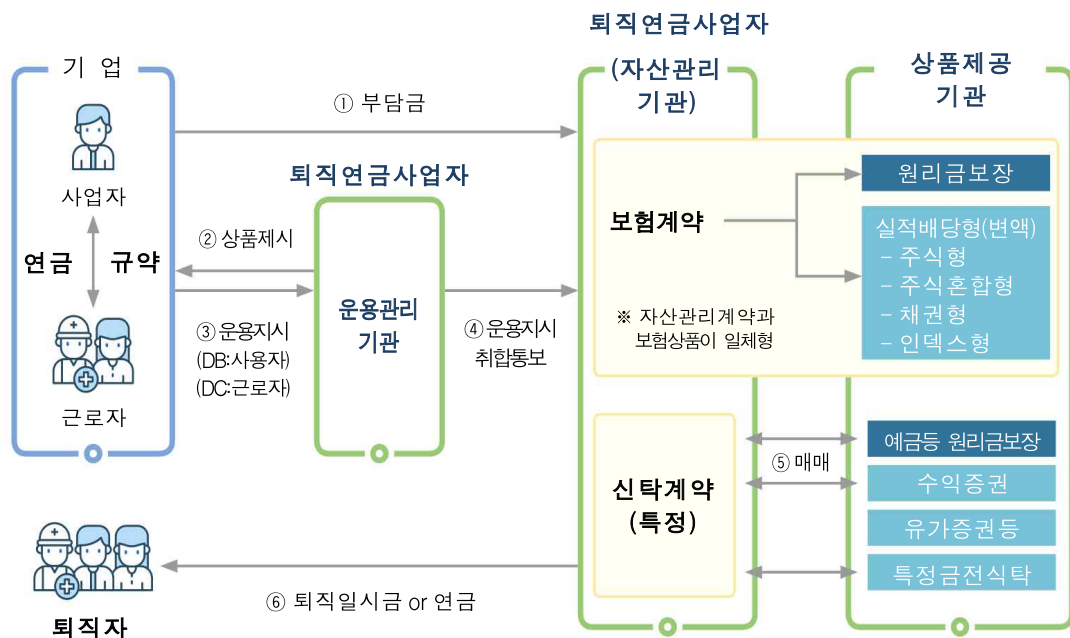 기 업
사업자
연금 규약
근로자
① 부담금
퇴직연금사업자
② 상품제시
③ 운용지시
(DB:사용자)
(DC:근로자)
운용관리
기관
④ 운용지시
취합통보
퇴직연금사업자
(자산관리
기관)
상품제공
기관
보험계약
※ 자산관리계약과
보험상품이 일체형
원리금보장
실적배당형(변액)
- 주식형
- 주식혼합형
- 채권형
- 인덱스형
신탁계약
(특정)
⑤ 매매
예금등 원리금보장
수익증권
유가증권등
특정금전식탁
⑥ 퇴직일시금 or 연금
퇴직자